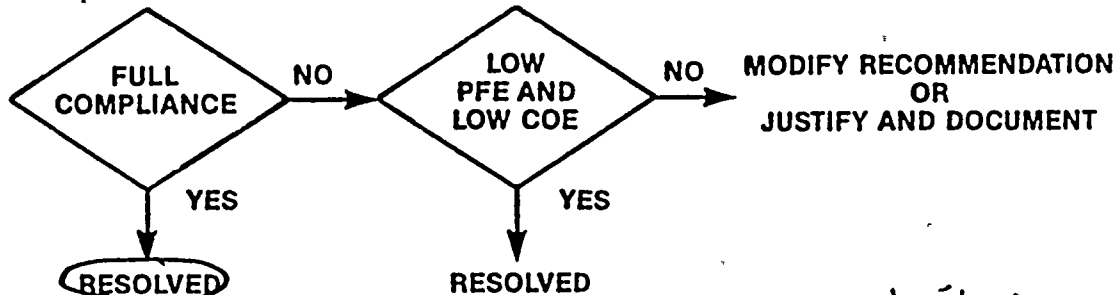 FULL
COMPLIANCE
NO
LOW
PFE AND
LOW COE
NO
MODIFY RECOMMENDATION
OR
JUSTIFY AND DOCUMENT
YES
YES
RESOLVED
RESOLVED